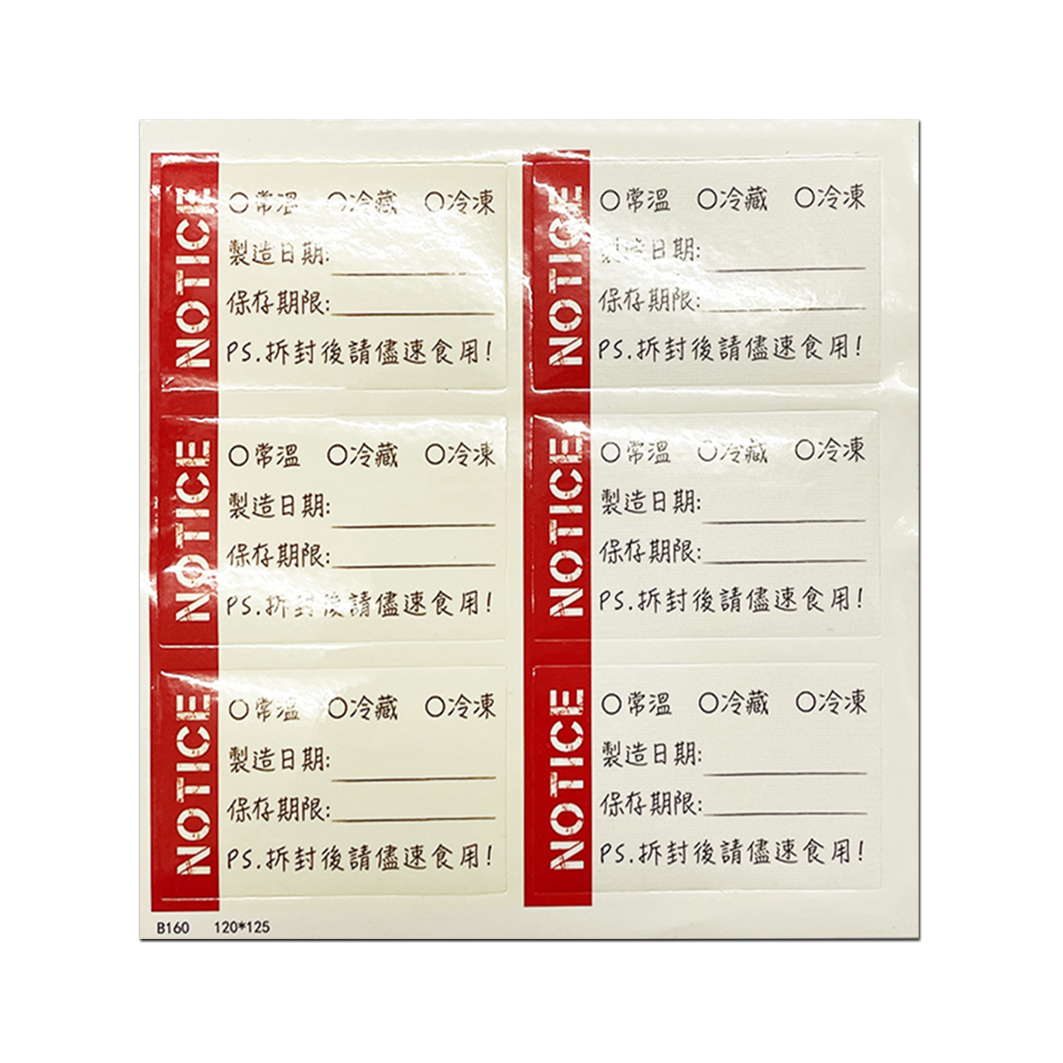 NOTICE
○常溫 ○冷藏 ○冷凍
製造日期:
保存期限:
PS.拆封後請儘速食用!
NOTICE
○常溫 ○冷藏 ○冷凍
製造日期:
保存期限:
PS.拆封後請儘速食用!
NOTICE
○常溫 ○冷藏 ○冷凍
製造日期:
保存期限:
PS.拆封後請儘速食用!
NOTICE
○常溫 ○冷藏 ○冷凍
製造日期:
保存期限:
PS.拆封後請儘速食用!
NOTICE
○常溫 ○冷藏 ○冷凍
製造日期:
保存期限:
PS.拆封後請儘速食用!
NOTICE
○常溫 ○冷藏 ○冷凍
製造日期:
保存期限:
PS.拆封後請儘速食用!
B160 120*125